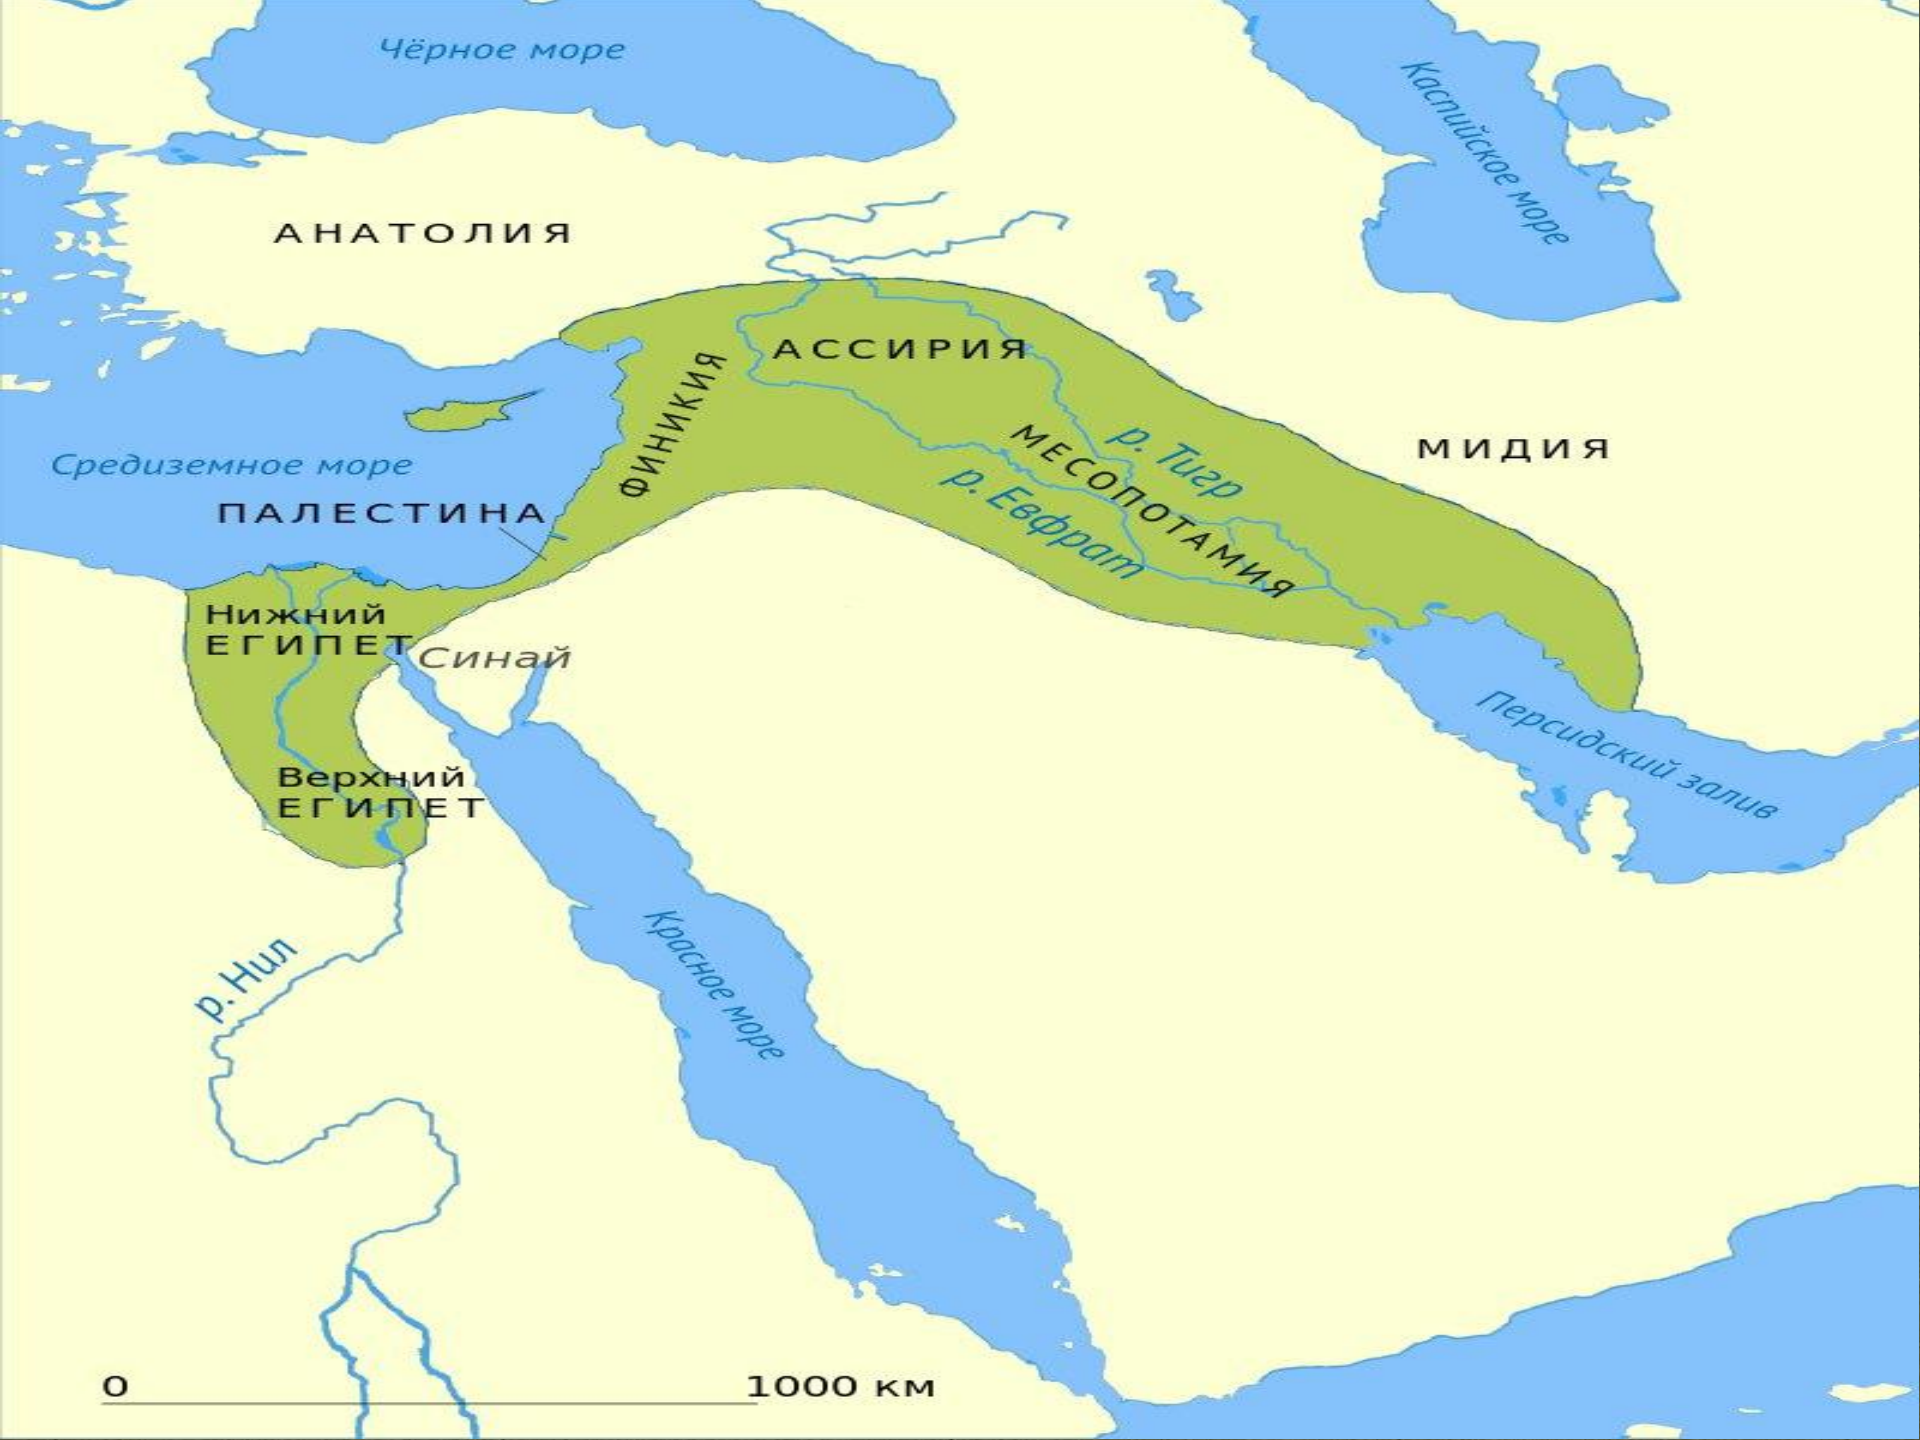 Чёрное море
Каспийское море
АНАТОЛИЯ
АССИРИЯ
ФИНИКИЯ
МИДИЯ
МЕСОПОТАМИЯ
р. Тигр
р. Евфрат
Средиземное море
ПАЛЕСТИНА
Нижний
ЕГИПЕТ
Синай
Персидский залив
Верхний
ЕГИПЕТ
р. Нил
Красное море
0
1000 км